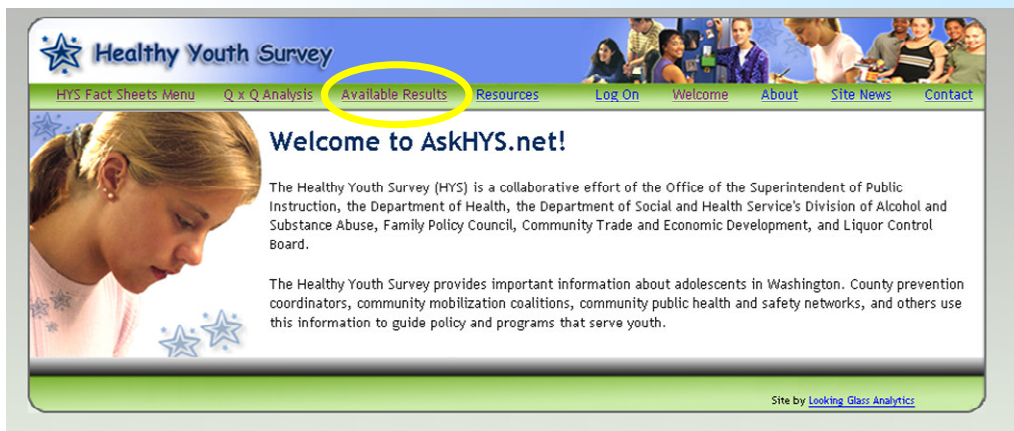 Healthy Youth Survey
HYS Fact Sheets Menu Q x Q Analysis Available Results Resources Log On Welcome About Site News Contact
Welcome to AskHYS.net!
The Healthy Youth Survey (HYS) is a collaborative effort of the Office of the Superintendent of Public
Instruction, the Department of Health, the Department of Social and Health Service's Division of Alcohol and
Substance Abuse, Family Policy Council, Community Trade and Economic Development, and Liquor Control
Board.
The Healthy Youth Survey provides important information about adolescents in Washington. County prevention
coordinators, community mobilization coalitions, community public health and safety networks, and others use
this information to guide policy and programs that serve youth.
Site by Looking Glass Analytics